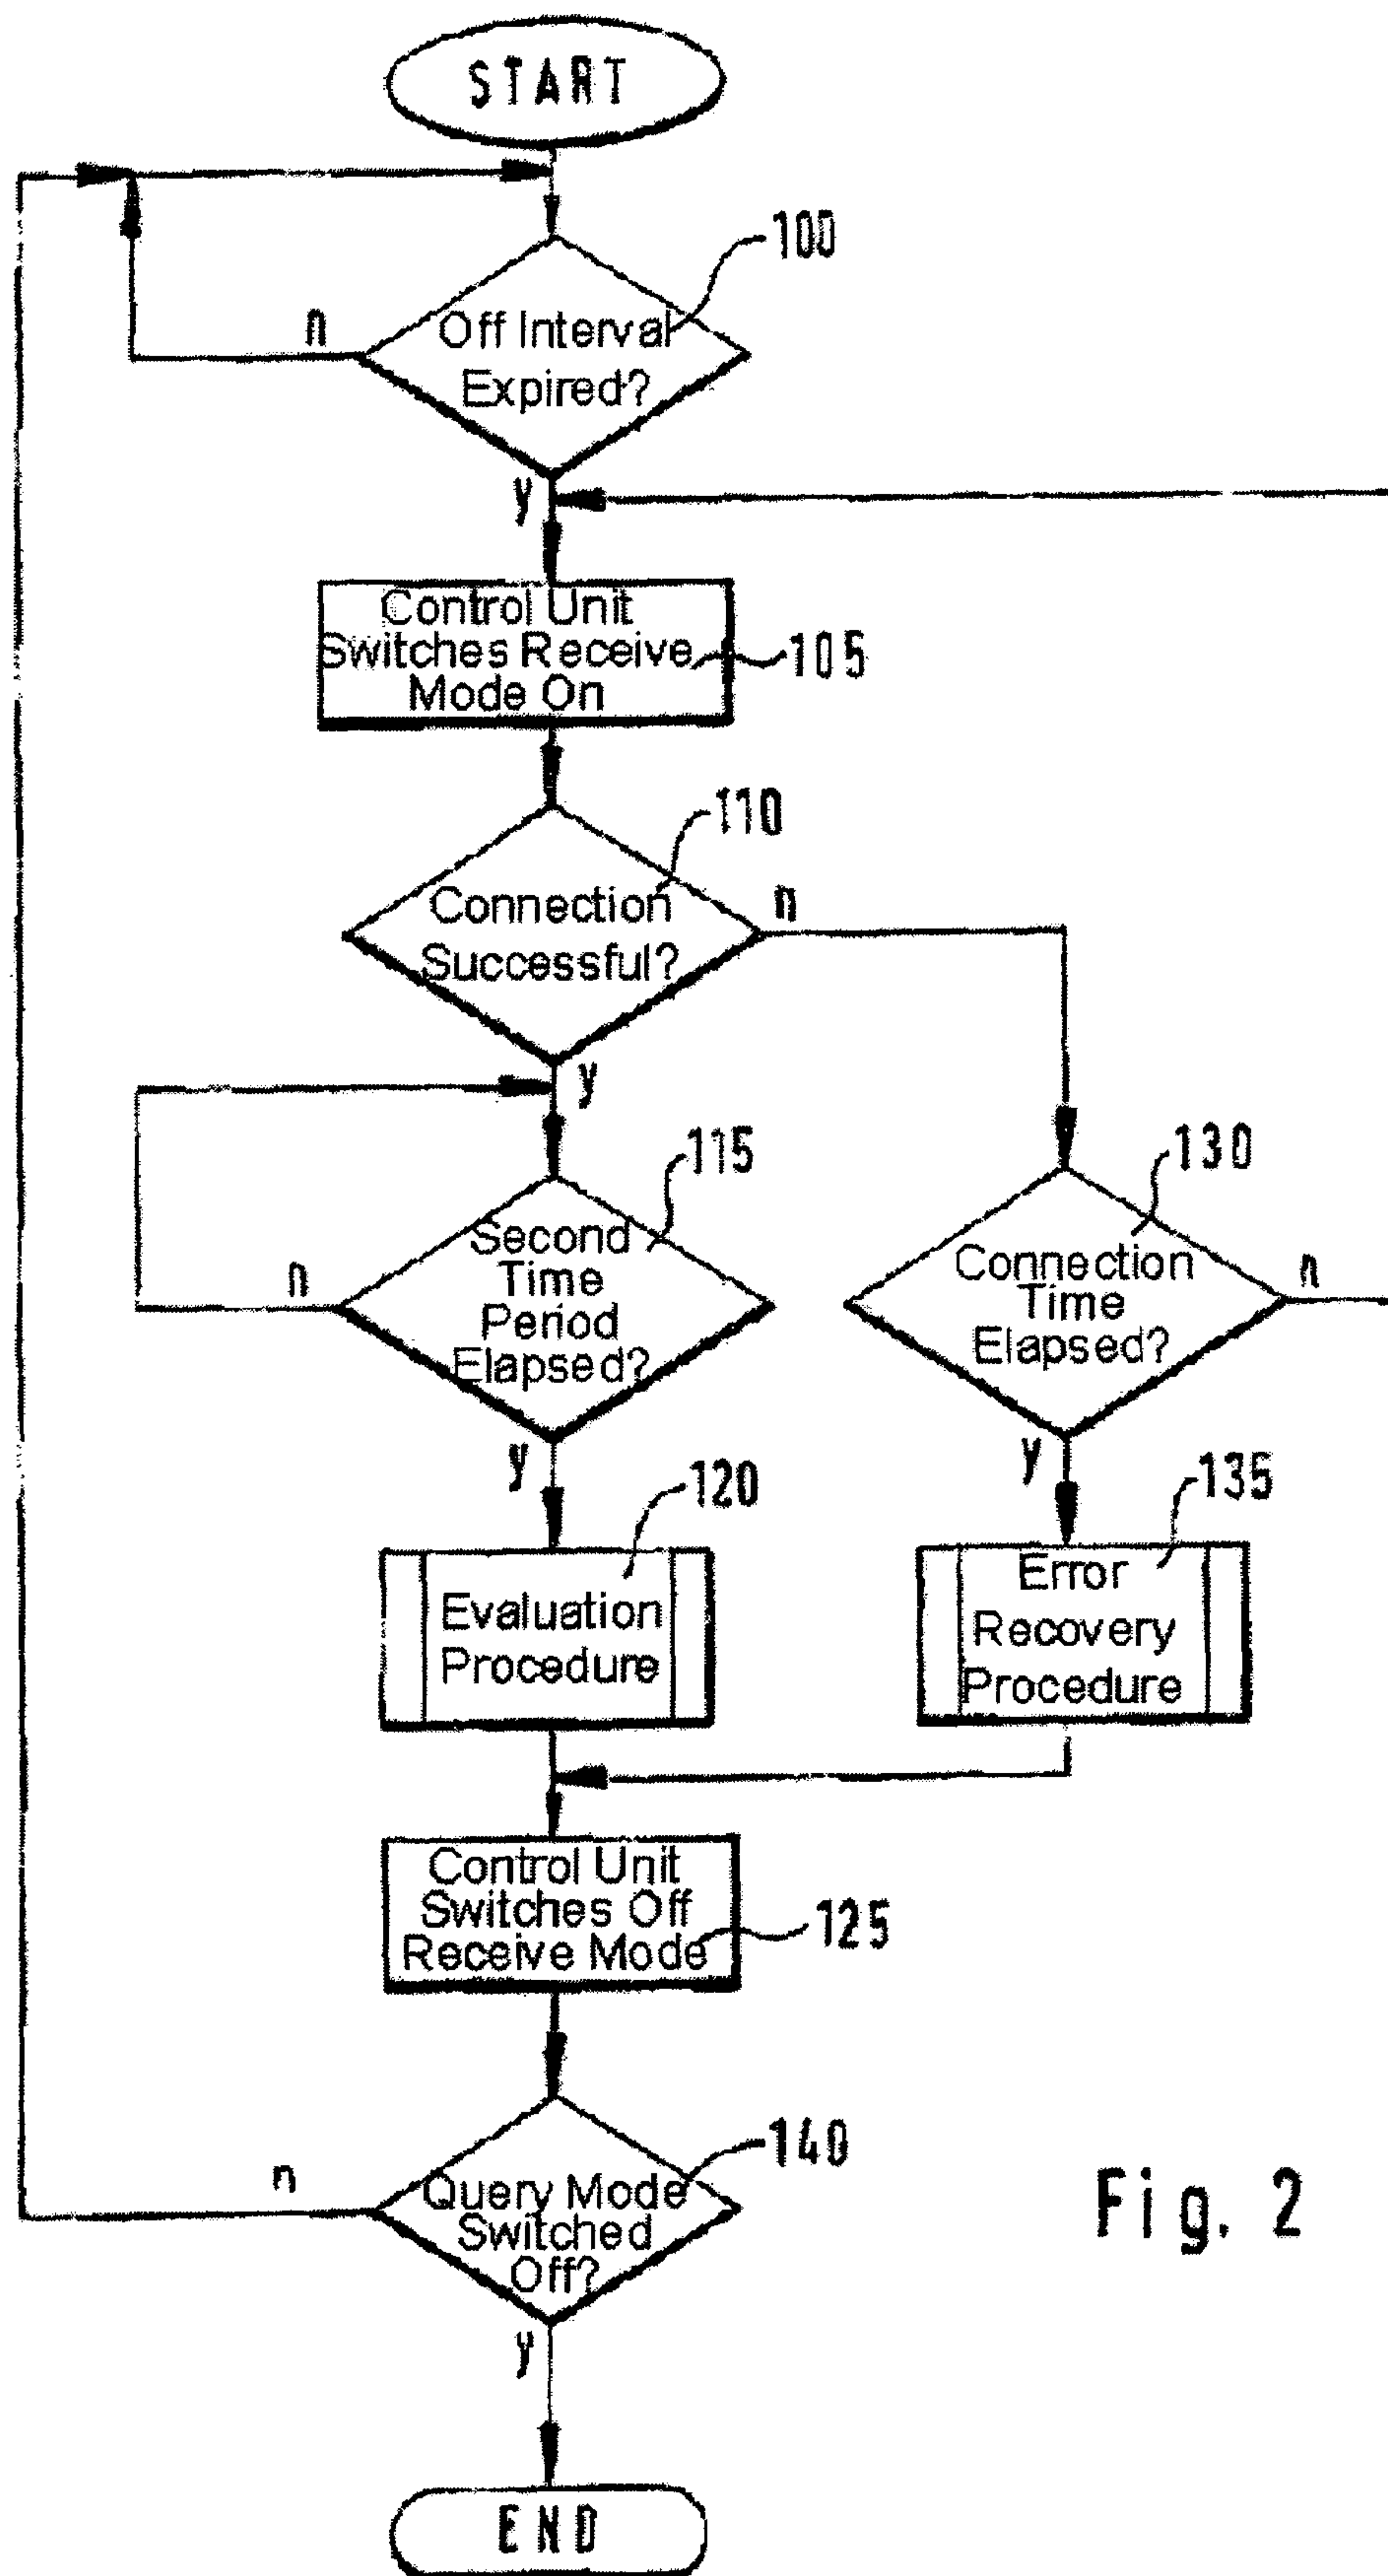 START
100
n
Off Interval
Expired?
y
Control Unit
Switches Receive
Mode On
105
110
Connection
Successful?
n
y
115
Second
Time
Period
Elapsed?
n
y
130
Connection
Time
Elapsed?
n
y
120
Evaluation
Procedure
135
Error
Recovery
Procedure
Control Unit
Switches Off
Receive Mode
125
140
n
Query Mode
Switched
Off?
y
Fig. 2
END